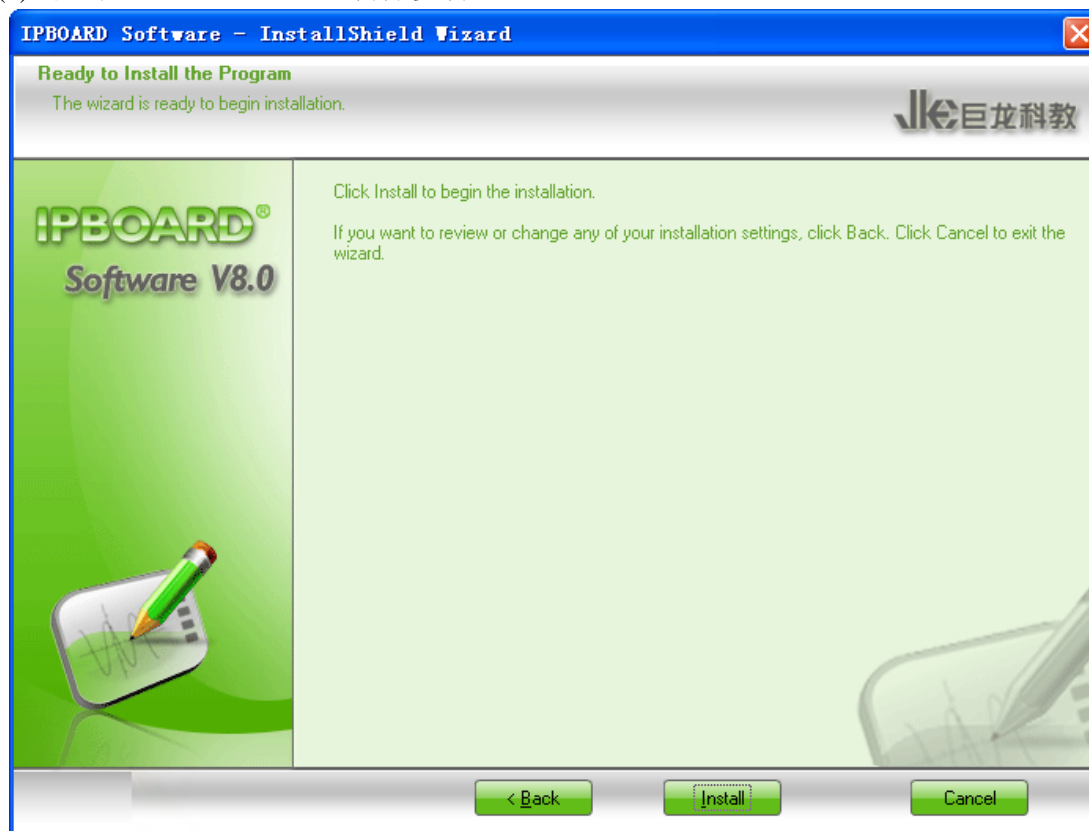 IPBOARD Software - InstallShield Wizard
Ready to Install the Program
The wizard is ready to begin installation.
巨龙科教
IPBOARD®
Software V8.0
Click Install to begin the installation.
If you want to review or change any of your installation settings, click Back. Click Cancel to exit the
wizard.
< Back
Install
Cancel